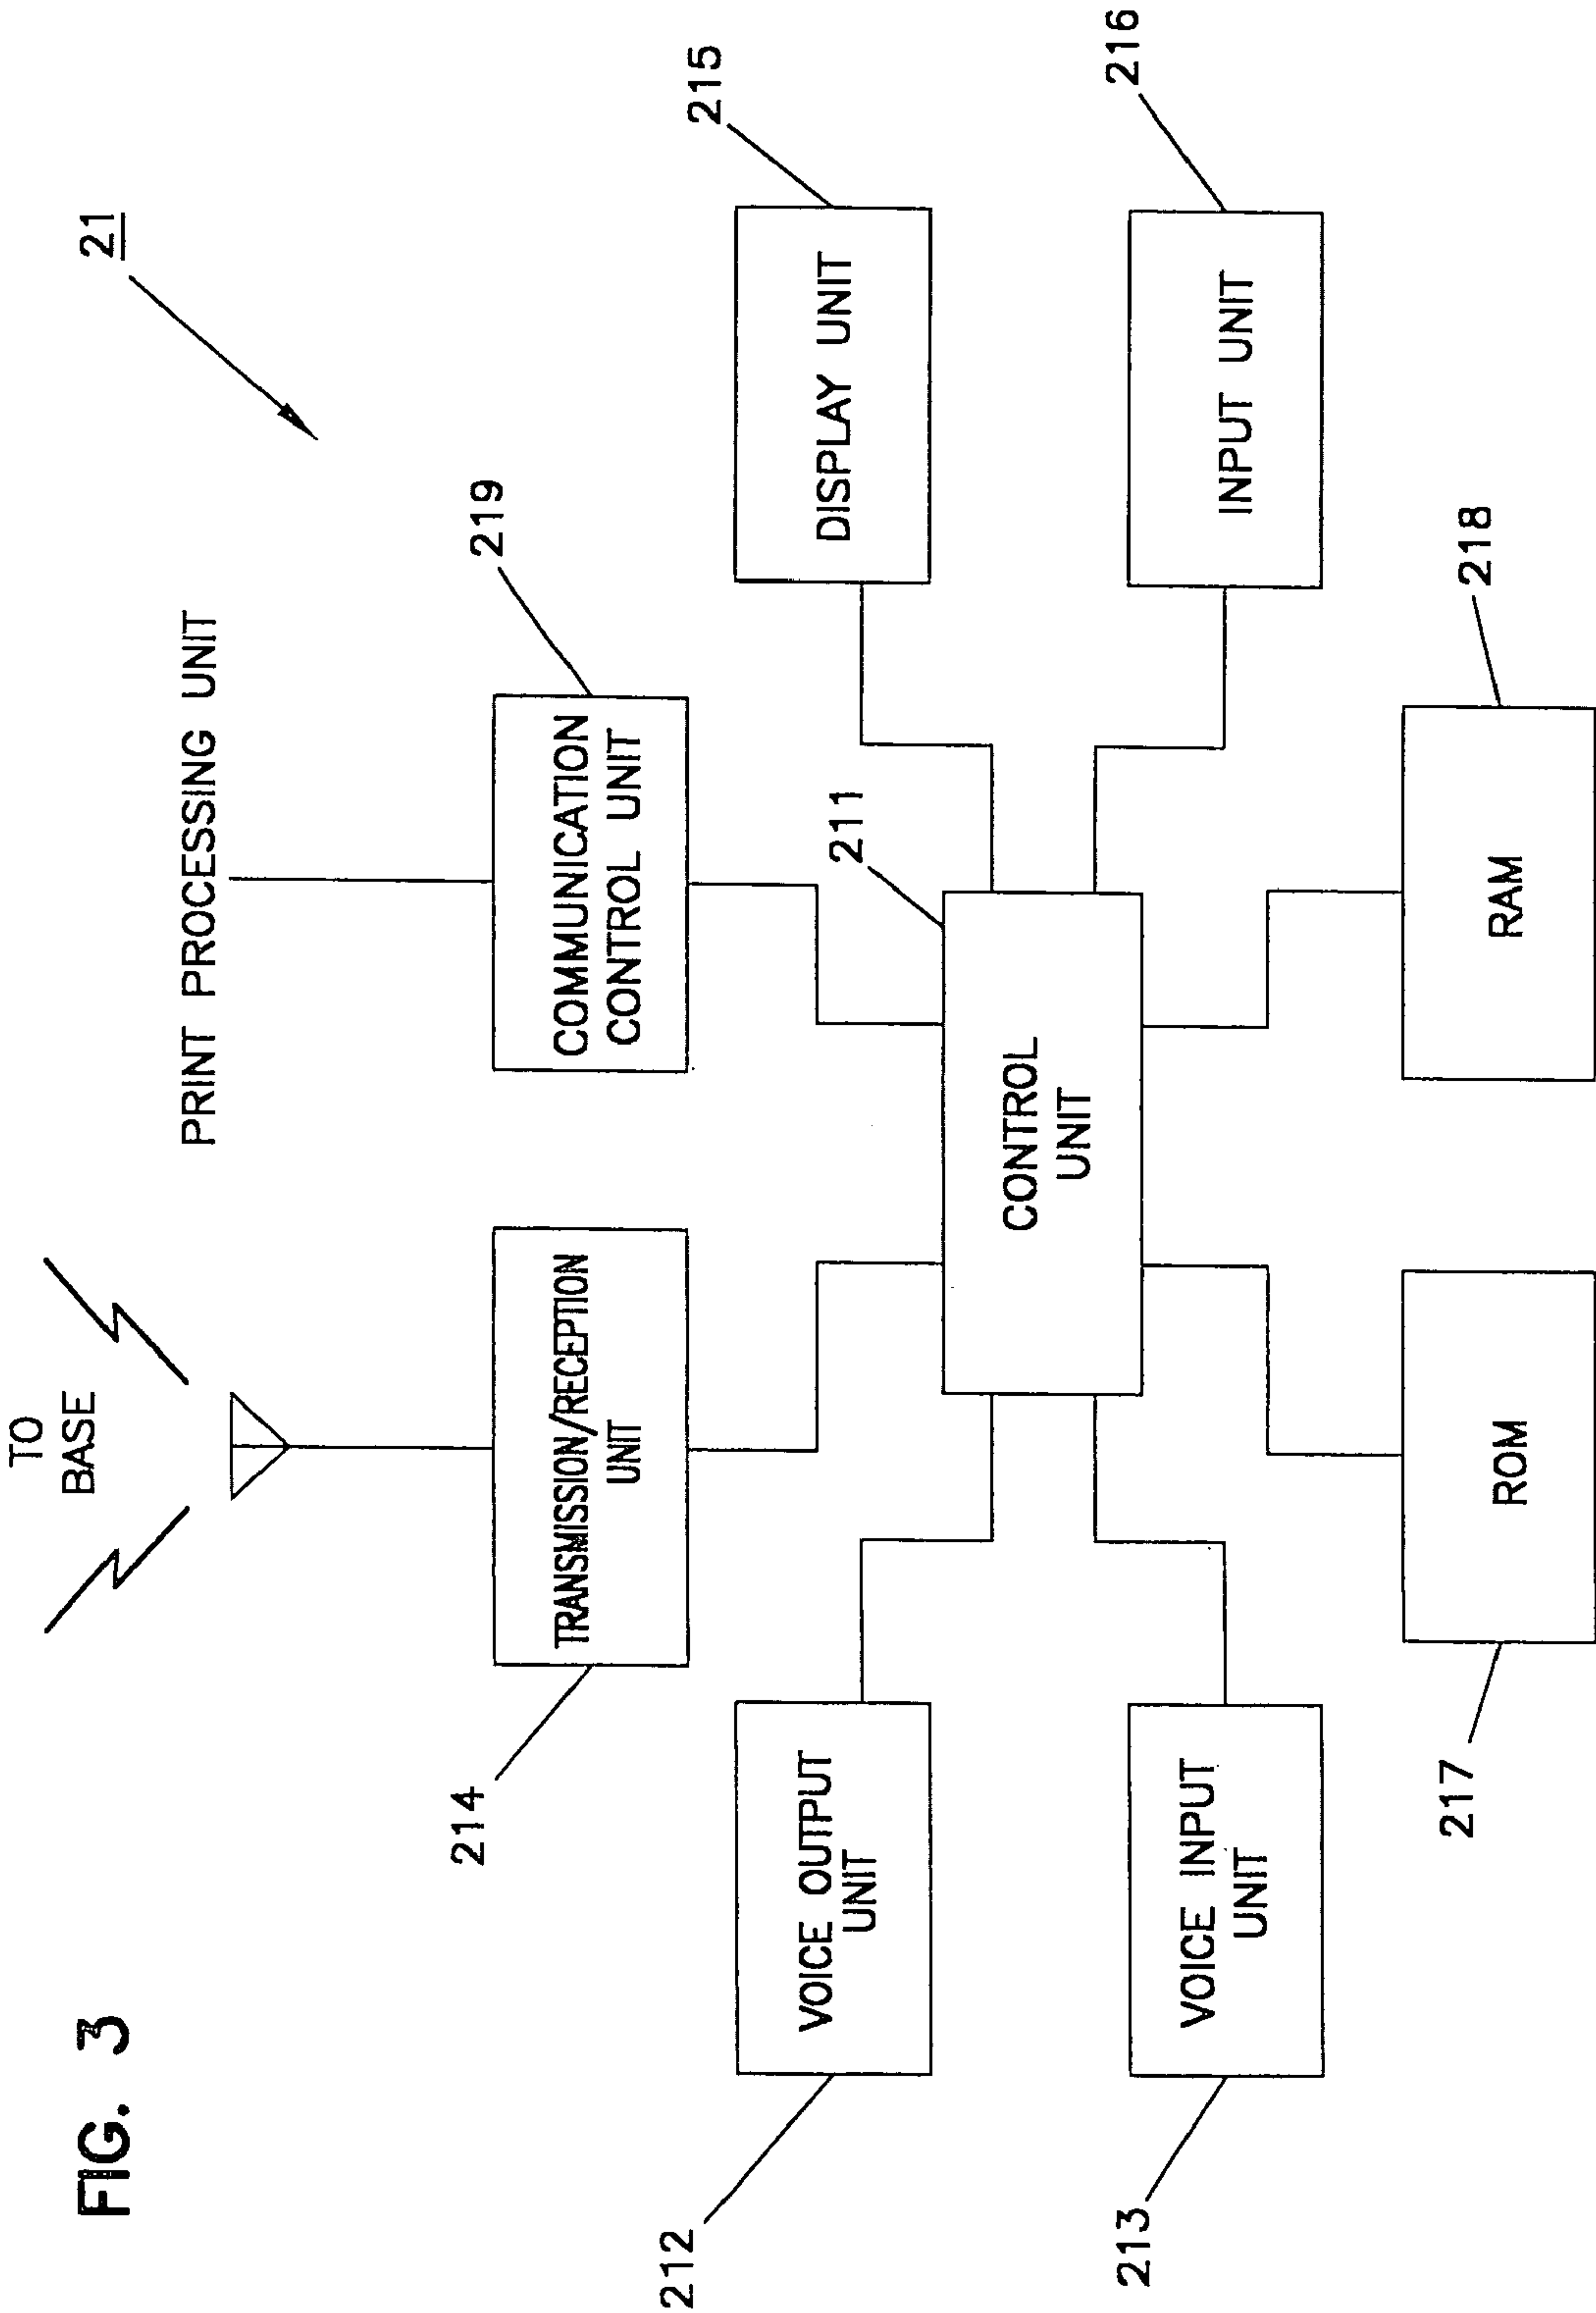 FIG. 3
TO
BASE
PRINT PROCESSING UNIT
21
214
TRANSMISSION/RECEPTION
UNIT
COMMUNICATION
CONTROL UNIT
219
212
VOICE OUTPUT
UNIT
211
DISPLAY UNIT
215
CONTROL
UNIT
213
VOICE INPUT
UNIT
INPUT UNIT
216
217
ROM
RAM
218